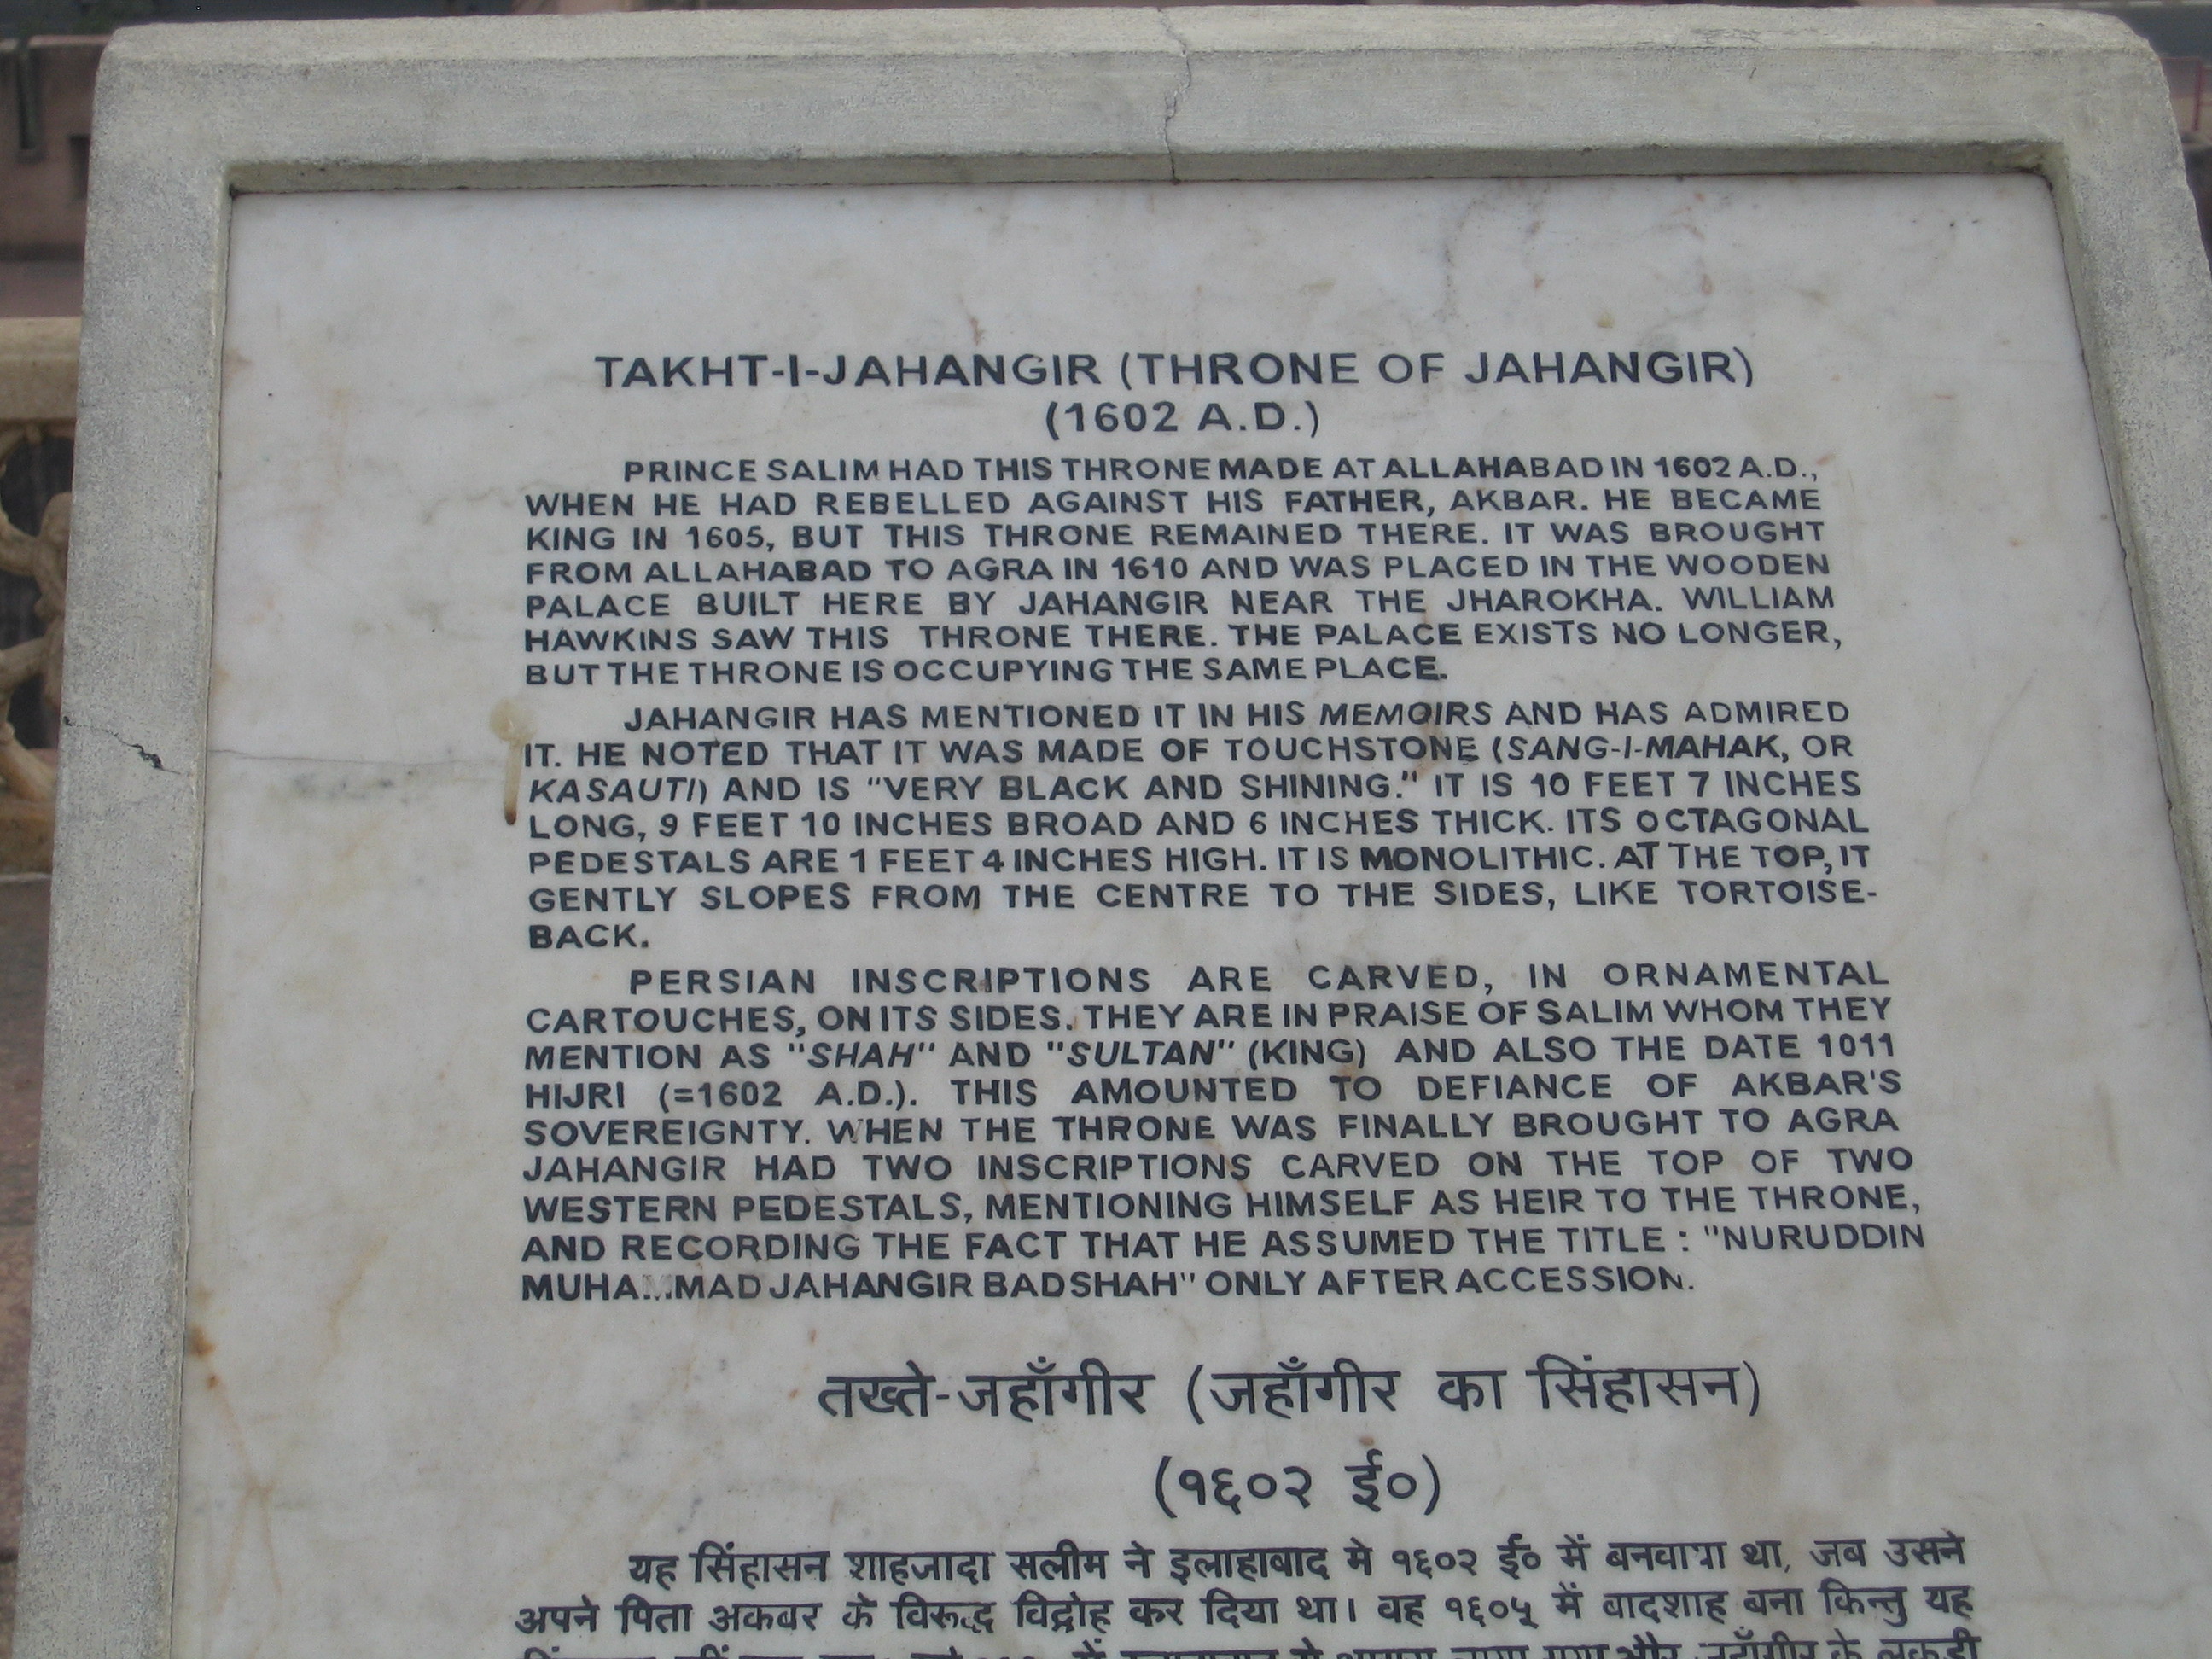 TAKHT-I-JAHANGIR (THRONE OF JAHANGIR)
(1602 A.D.)
PRINCE SALIM HAD THIS THRONE MADE AT ALLAHABAD IN 1602 A.D.,
WHEN HE HAD REBELLED AGAINST HIS FATHER, AKBAR. HE BECAME
KING IN 1605, BUT THIS THRONE REMAINED THERE. IT WAS BROUGHT
FROM ALLAHABAD TO AGRA IN 1610 AND WAS PLACED IN THE WOODEN
PALACE BUILT HERE BY JAHANGIR NEAR THE JHAROKHA. WILLIAM
HAWKINS SAW THIS THRONE THERE. THE PALACE EXISTS NO LONGER,
BUT THE THRONE IS OCCUPYING THE SAME PLACE.
JAHANGIR HAS MENTIONED IT IN HIS MEMOIRS AND HAS ADMIRED
IT. HE NOTED THAT IT WAS MADE OF TOUCHSTONE (SANG-I-MAHAK, OR
KASAUTI) AND IS "VERY BLACK AND SHINING." IT IS 10 FEET 7 INCHES
LONG, 9 FEET 10 INCHES BROAD AND 6 INCHES THICK. ITS OCTAGONAL
PEDESTALS ARE 1 FEET 4 INCHES HIGH. IT IS MONOLITHIC. AT THE TOP, IT
GENTLY SLOPES FROM THE CENTRE TO THE SIDES, LIKE TORTOISE-
BACK.
PERSIAN INSCRIPTIONS ARE CARVED, IN ORNAMENTAL
CARTOUCHES, ON ITS SIDES. THEY ARE IN PRAISE OF SALIM WHOM THEY
MENTION AS "SHAH" AND "SULTAN" (KING) AND ALSO THE DATE 1011
HIJRI (=1602 A.D.). THIS AMOUNTED TO DEFIANCE OF AKBAR'S
SOVEREIGNTY. WHEN THE THRONE WAS FINALLY BROUGHT TO AGRA
JAHANGIR HAD TWO INSCRIPTIONS CARVED ON THE TOP OF TWO
WESTERN PEDESTALS, MENTIONING HIMSELF AS HEIR TO THE THRONE,
AND RECORDING THE FACT THAT HE ASSUMED THE TITLE : "NURUDDIN
MUHAMMAD JAHANGIR BADSHAH" ONLY AFTER ACCESSION.
तख्ते-जहाँगीर (जहाँगीर का सिंहासन)
(१६०२ ई०)
यह सिंहासन शाहजादा सलीम ने इलाहाबाद मे १६०२ ई० में बनवाया था, जब उसने
अपने पिता अकबर के विरूद्ध विद्रोह कर दिया था। वह १६०५ में बादशाह बना किन्तु यह
और जहाँगीर के लकड़ी